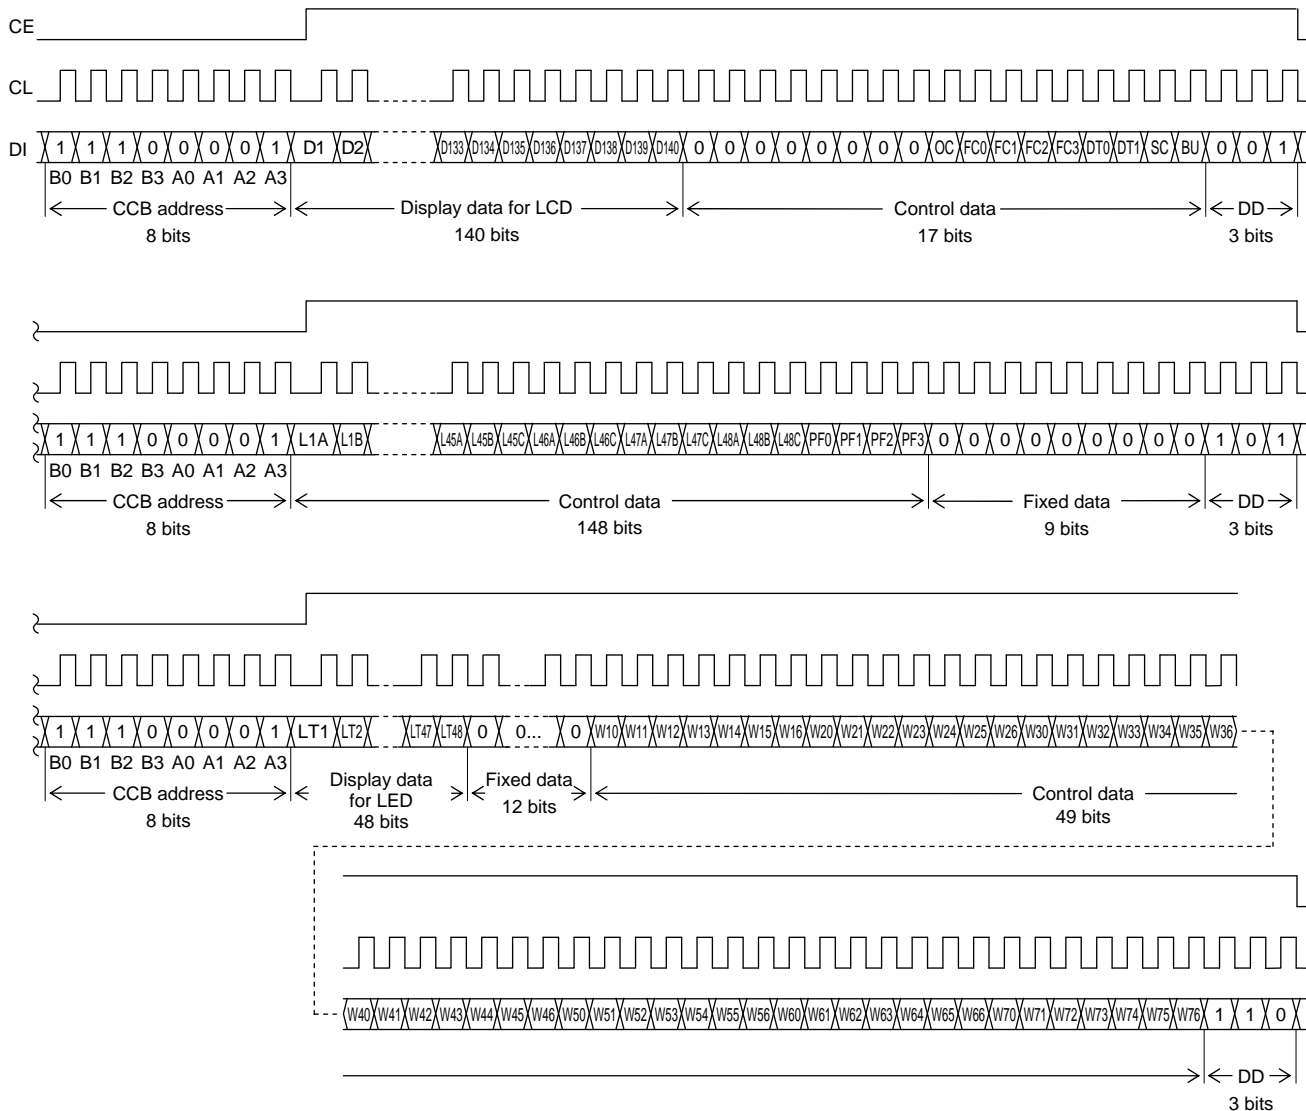 CE
CL
DI 1 1 1 0 0 0 0 1 D1 D2 D133 D134 D135 D136 D137 D138 D139 D140 0 0 0 0 0 0 0 0 OC FC0 FC1 FC2 FC3 DT0 DT1 SC BU 0 0 1
B0 B1 B2 B3 A0 A1 A2 A3
CCB address Display data for LCD Control data DD
8 bits 140 bits 17 bits 3 bits
1 1 1 0 0 0 0 1 L1A L1B L45A L45B L45C L46A L46B L46C L47A L47B L47C L48A L48B L48C PF0 PF1 PF2 PF3 0 0 0 0 0 0 0 0 0 1 0 1
B0 B1 B2 B3 A0 A1 A2 A3
CCB address Control data Fixed data DD
8 bits 148 bits 9 bits 3 bits
1 1 1 0 0 0 0 1 LT1 LT2 LT47 LT48 0 0... 0 W10 W11 W12 W13 W14 W15 W16 W20 W21 W22 W23 W24 W25 W26 W30 W31 W32 W33 W34 W35 W36
B0 B1 B2 B3 A0 A1 A2 A3
CCB address Display data for LED Fixed data Control data
8 bits 48 bits 12 bits 49 bits
W40 W41 W42 W43 W44 W45 W46 W50 W51 W52 W53 W54 W55 W56 W60 W61 W62 W63 W64 W65 W66 W70 W71 W72 W73 W74 W75 W76 1 1 0
DD
3 bits